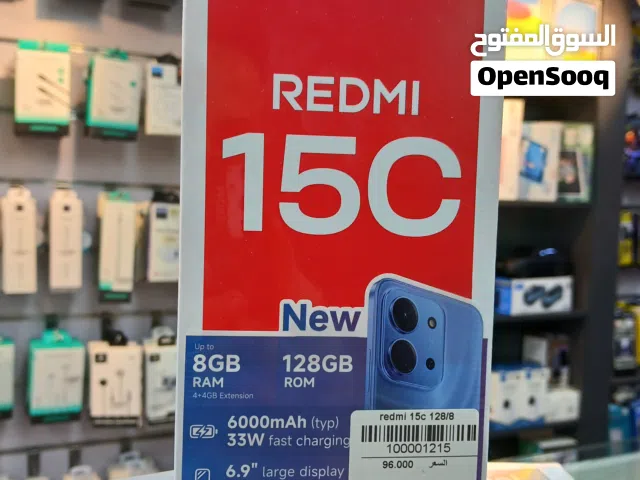 السوق المفتوح
OpenSooq
REDMI
15C
New
Up to
8GB
RAM
4+4GB Extension
128GB
ROM
6000mAh (typ)
33W fast charging
6.9" large display
redmi 15c 128/8
100001215
السعر 96.000